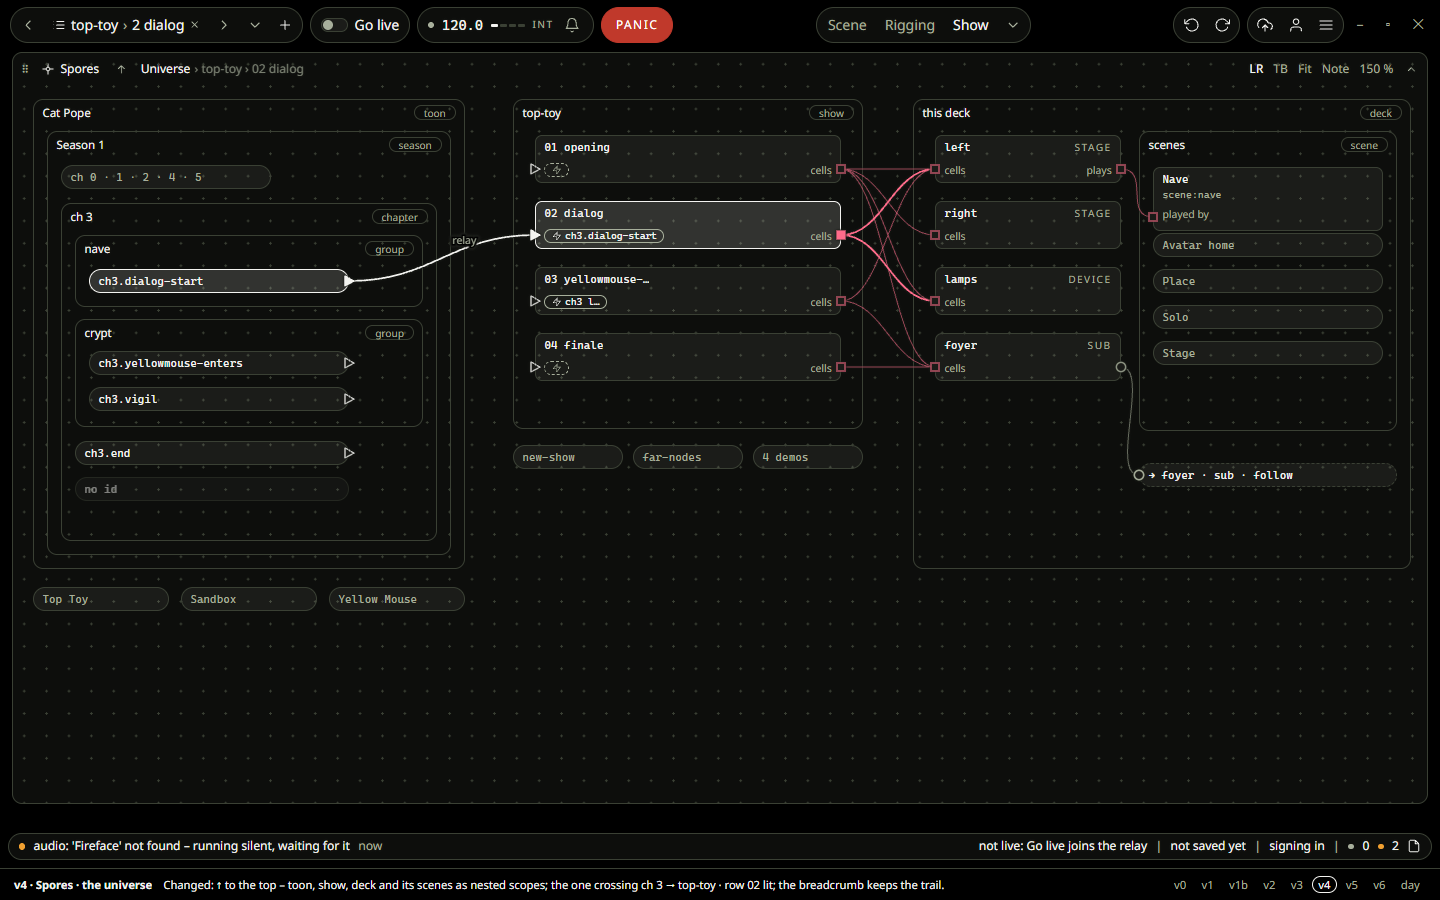 top-toy › 2 dialog × Go live 120.0 INT PANIC Scene Rigging Show
Spores ↑ Universe › top-toy › 02 dialog LR TB Fit Note 150 %
Cat Pope toon
Season 1 season
ch 0 · 1 · 2 · 4 · 5
ch 3 chapter
nave group
ch3.dialog-start
crypt group
ch3.yellowmouse-enters
ch3.vigil
ch3.end
no id
Top Toy Sandbox Yellow Mouse
relay
top-toy show
01 opening
cells
02 dialog
ch3.dialog-start cells
03 yellowmouse-…
ch3 l… cells
04 finale
cells
new-show far-nodes 4 demos
this deck deck
left STAGE
cells plays
right STAGE
cells
lamps DEVICE
cells
foyer SUB
cells
scenes scene
Nave
scene:nave
played by
Avatar home
Place
Solo
Stage
→ foyer · sub · follow
audio: 'Fireface' not found – running silent, waiting for it now not live: Go live joins the relay | not saved yet | signing in | 0 2
v4 · Spores · the universe Changed: ↑ to the top – toon, show, deck and its scenes as nested scopes; the one crossing ch 3 → top-toy · row 02 lit; the breadcrumb keeps the trail. v0 v1 v1b v2 v3 v4 v5 v6 day